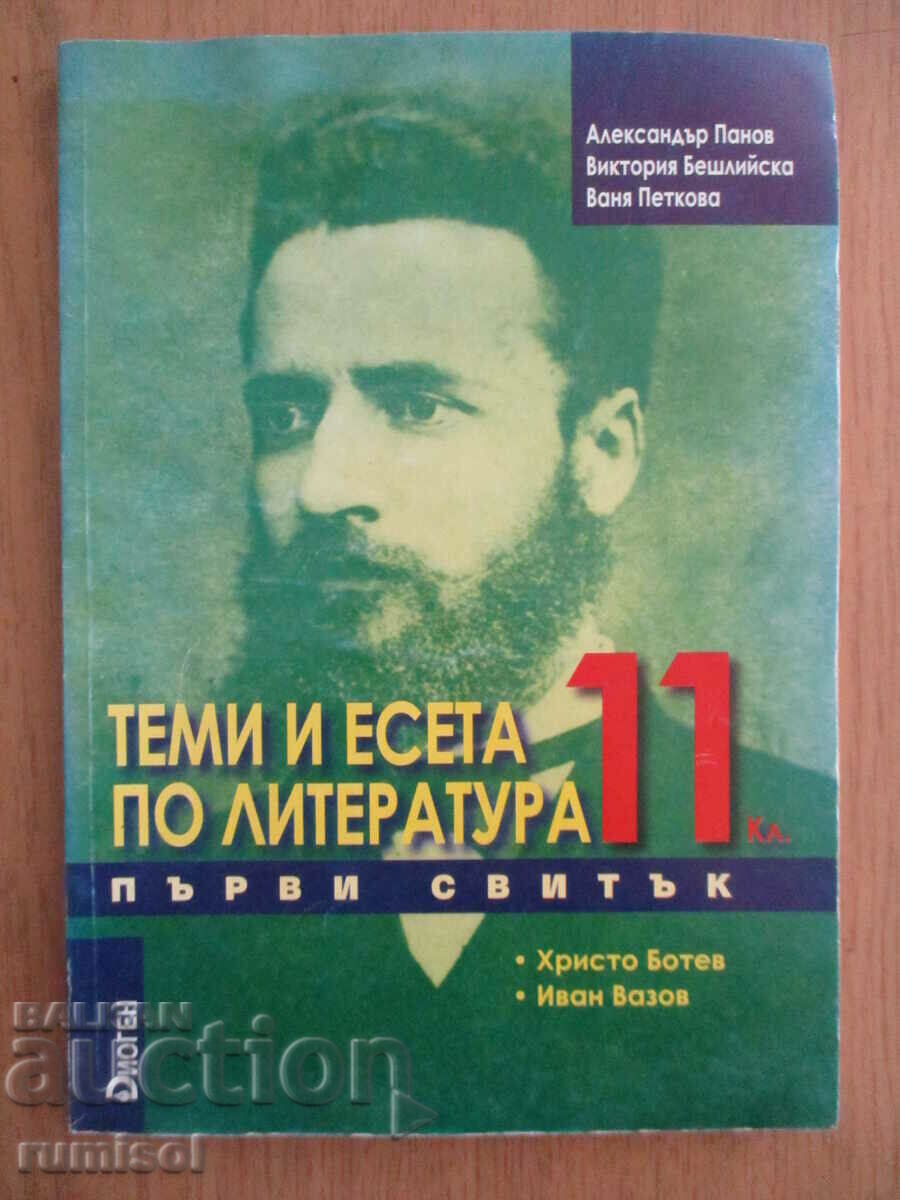 Александър Панов
Виктория Бешлийска
Ваня Петкова
ТЕМИ И ЕСЕТА
ПО ЛИТЕРАТУРА
11 кл.
ПЪРВИ СВИТЪК
• Христо Ботев
• Иван Вазов
Диоген
BALKAN
auction
rumisol